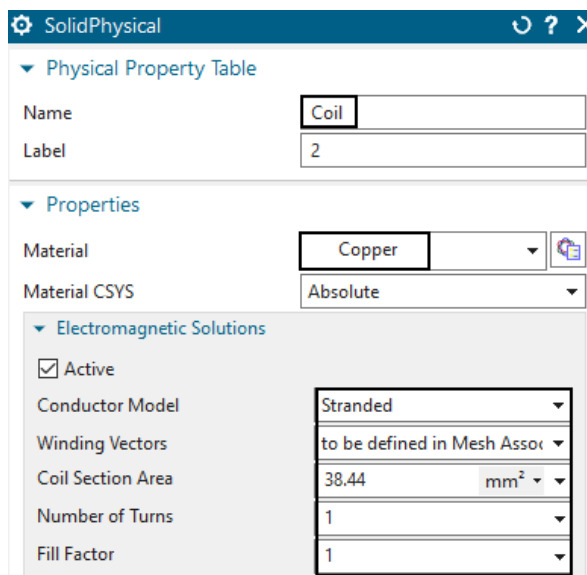 SolidPhysical ?
Physical Property Table
Name Coil
Label 2
Properties
Material Copper
Material CSYS Absolute
Electromagnetic Solutions
Active
Conductor Model Stranded
Winding Vectors to be defined in Mesh Assoc
Coil Section Area 38.44 mm²
Number of Turns 1
Fill Factor 1